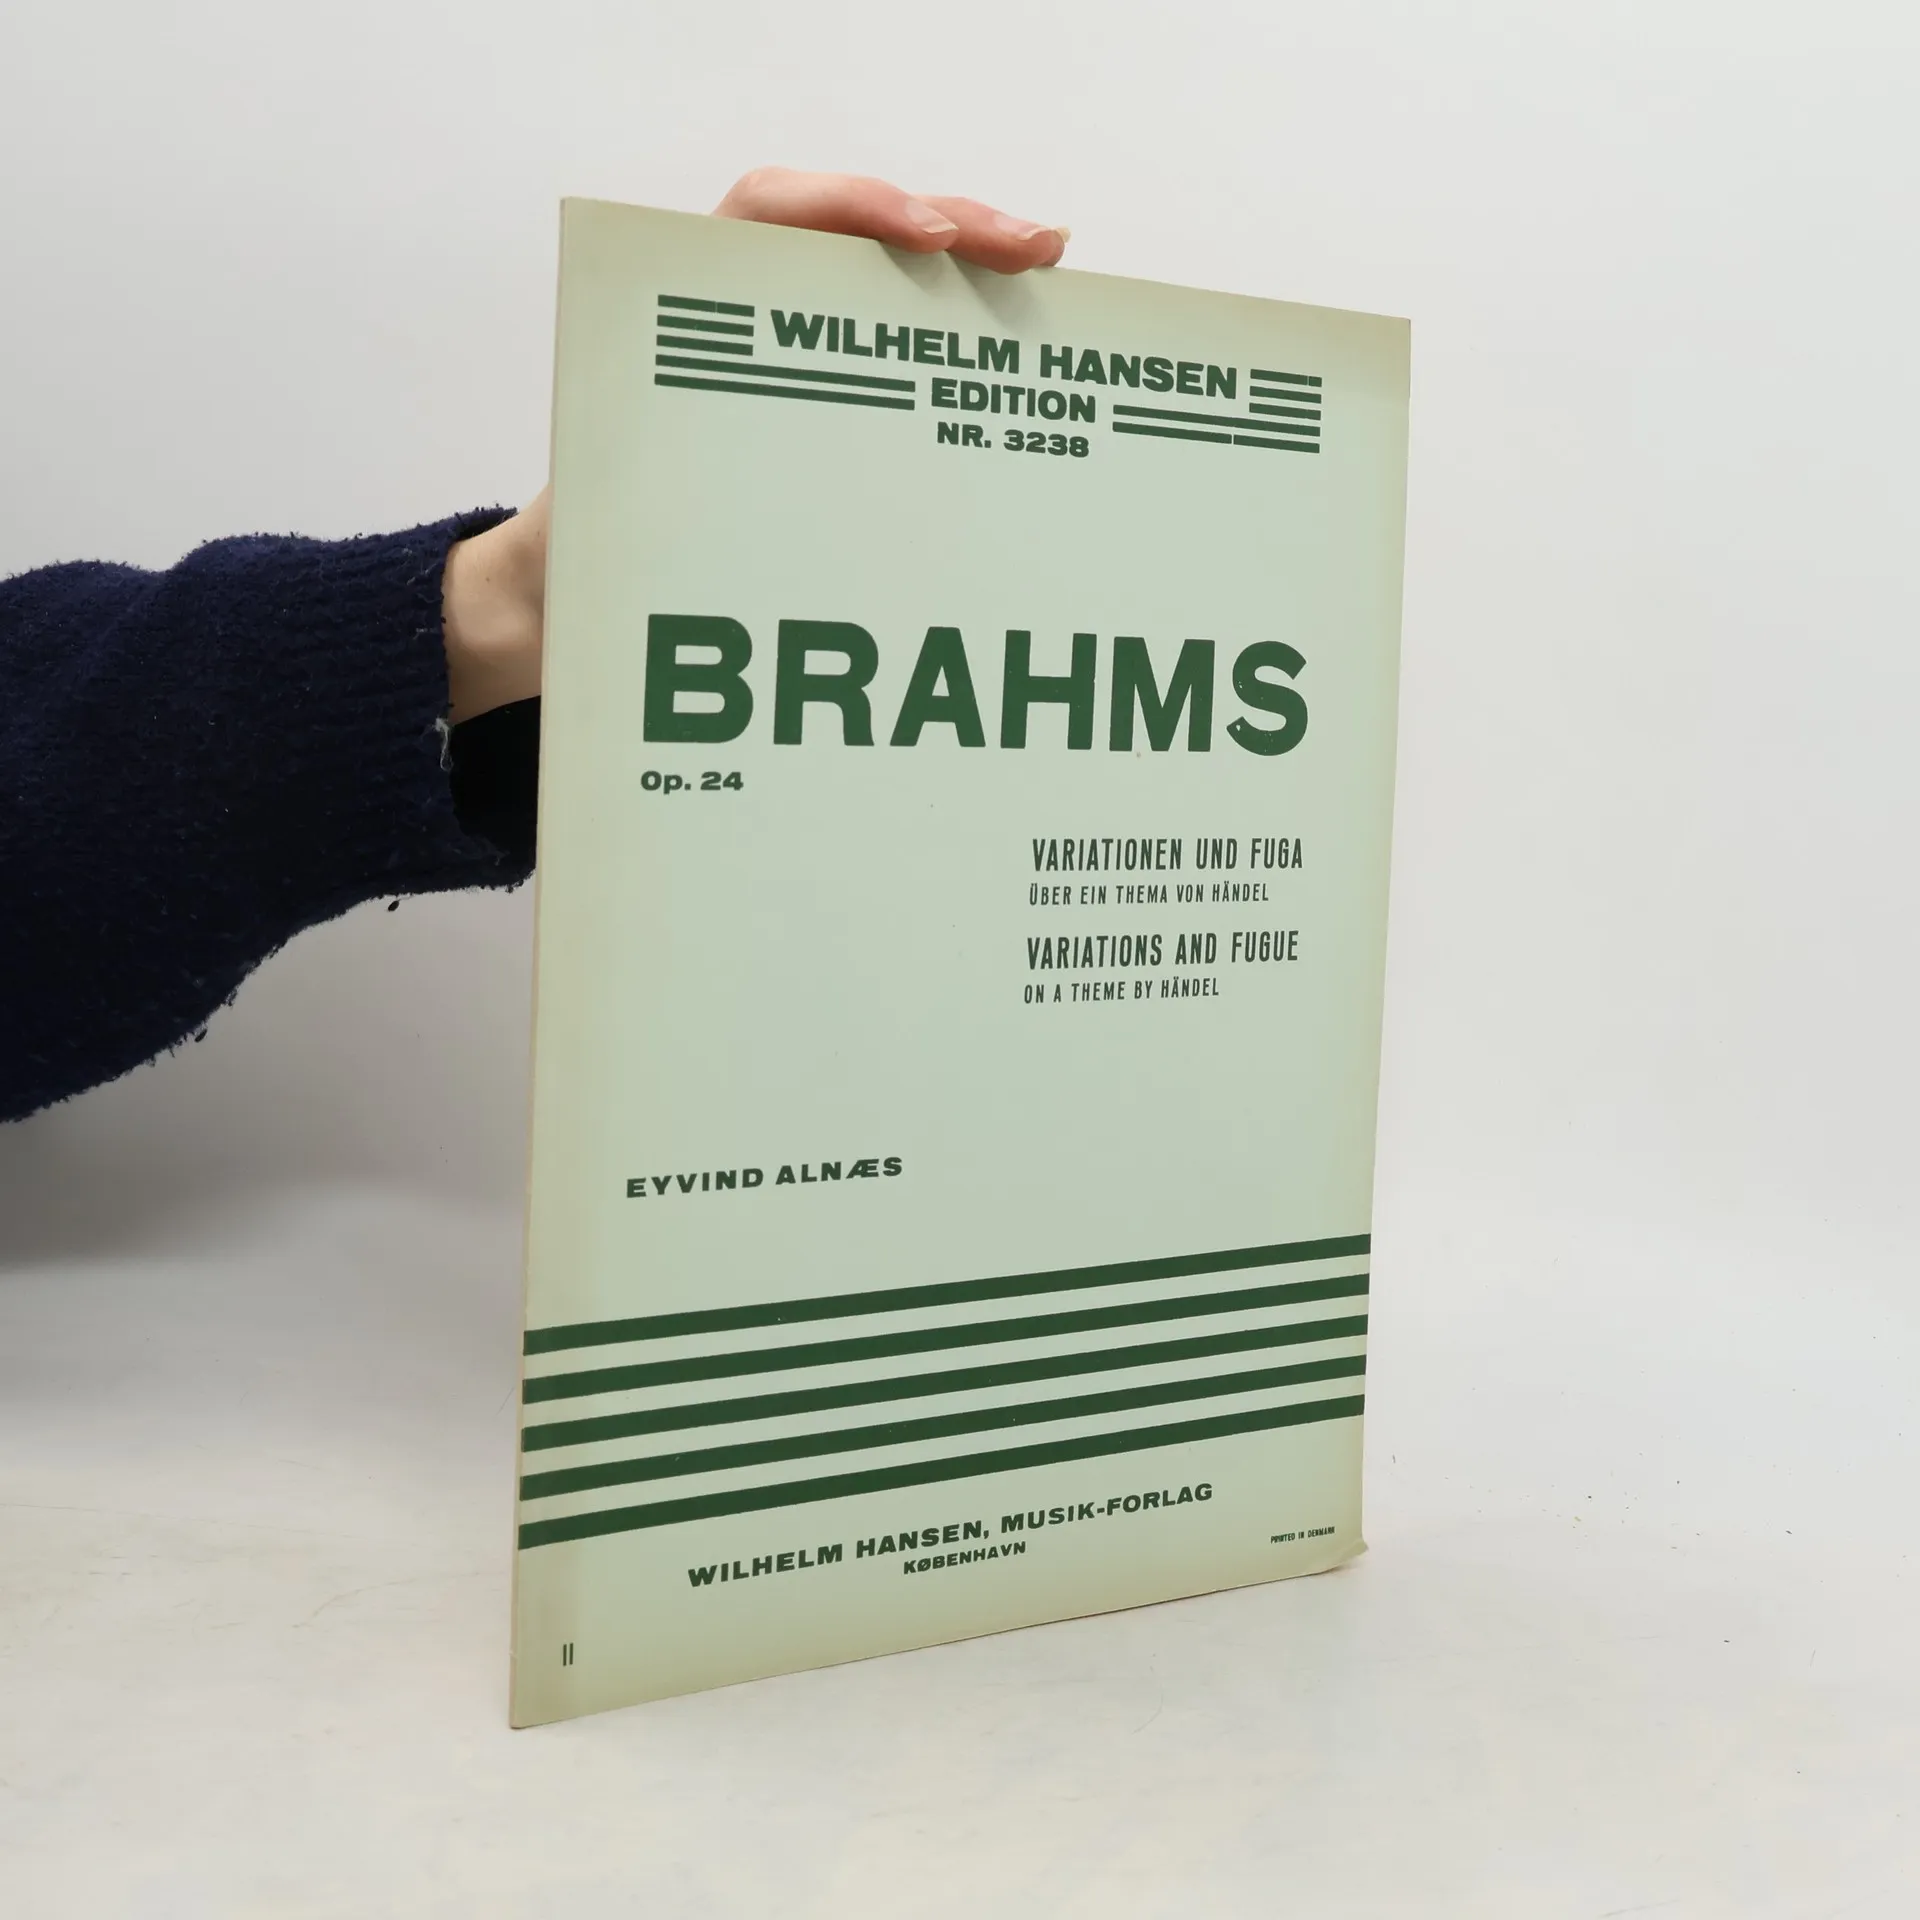 WILHELM HANSEN
EDITION
NR. 3238
BRAHMS
Op. 24
VARIATIONEN UND FUGA
ÜBER EIN THEMA VON HÄNDEL
VARIATIONS AND FUGUE
ON A THEME BY HÄNDEL
EYVIND ALNÆS
WILHELM HANSEN, MUSIK-FORLAG
KØBENHAVN
PRINTED IN DENMARK
II